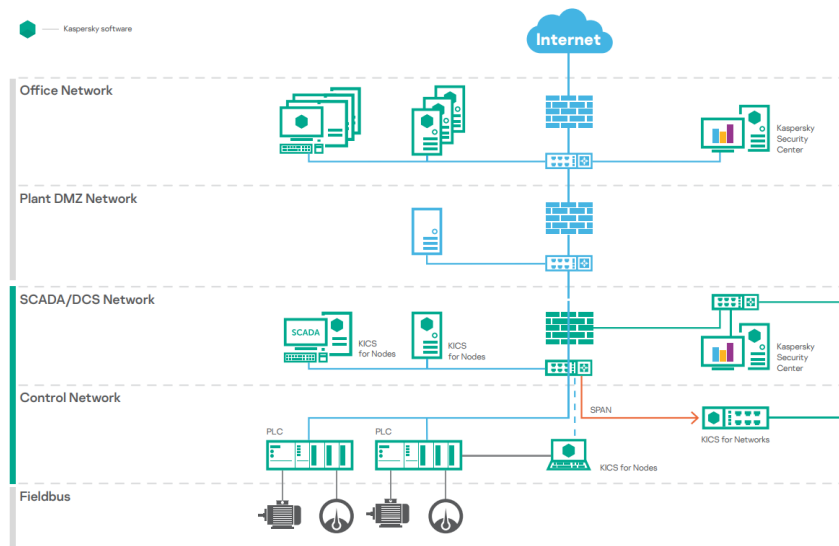 Kaspersky software
Internet
Office Network
Kaspersky
Security
Center
Plant DMZ Network
SCADA/DCS Network
SCADA
KICS
for Nodes
KICS
for Nodes
Kaspersky
Security
Center
Control Network
SPAN
PLC
PLC
KICS for Networks
KICS for Nodes
Fieldbus